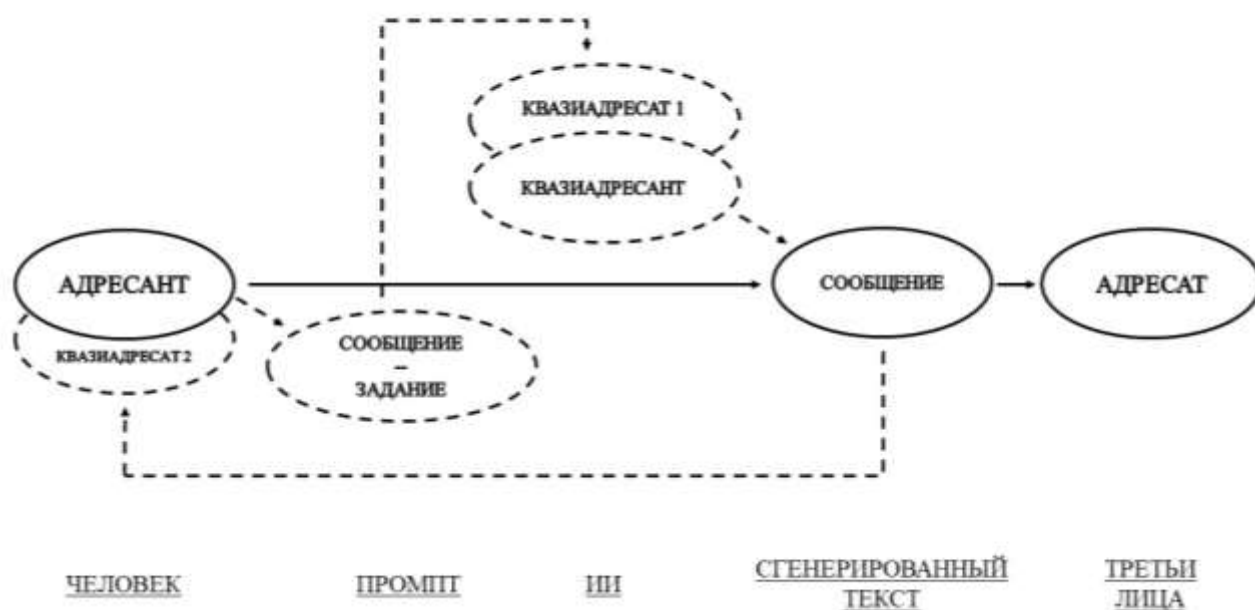 КВАЗИАДРЕСАТ 1
КВАЗИАДРЕСАНТ
АДРЕСАНТ
СООБЩЕНИЕ
АДРЕСАТ
КВАЗИАДРЕСАТ 2
СООБЩЕНИЕ
–
ЗАДАНИЕ
ЧЕЛОВЕК
ПРОМПТ
ИИ
СГЕНЕРИРОВАННЫЙ
ТЕКСТ
ТРЕТЬИ
ЛИЦА